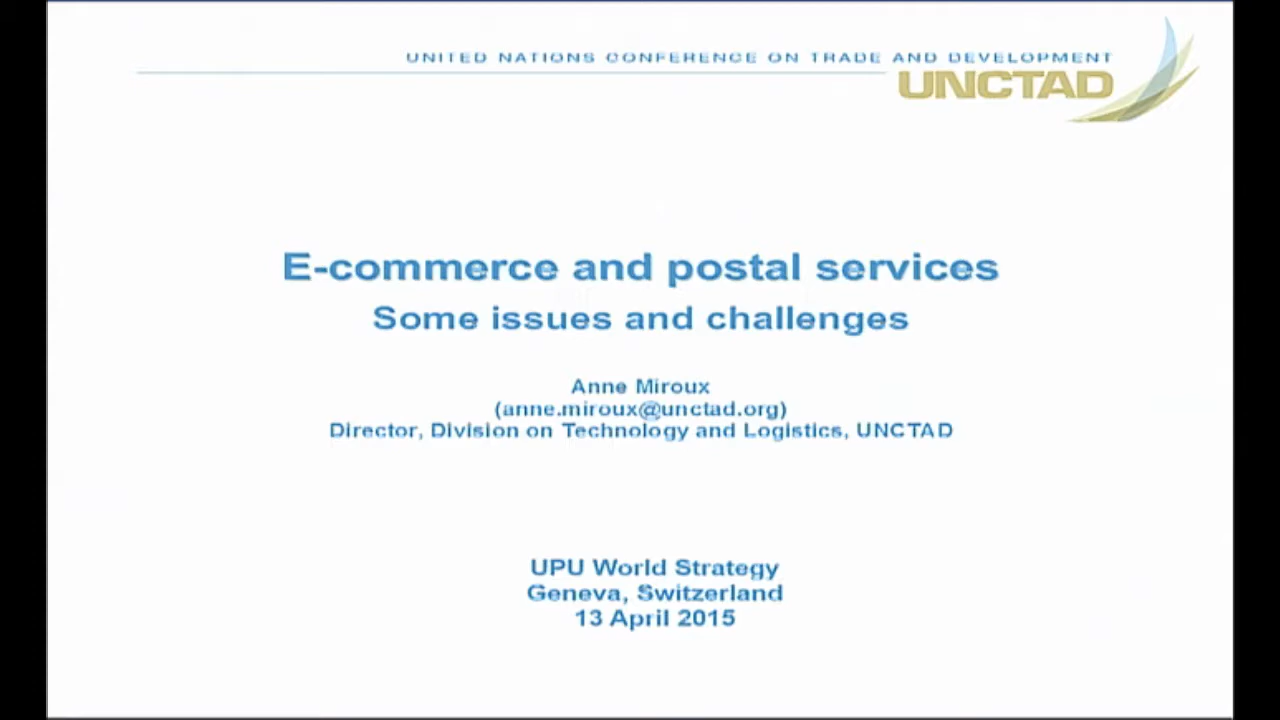 UNITED NATIONS CONFERENCE ON TRADE AND DEVELOPMENT
UNCTAD
E-commerce and postal services
Some issues and challenges
Anne Miroux
(anne.miroux@unctad.org)
Director, Division on Technology and Logistics, UNCTAD
UPU World Strategy
Geneva, Switzerland
13 April 2015